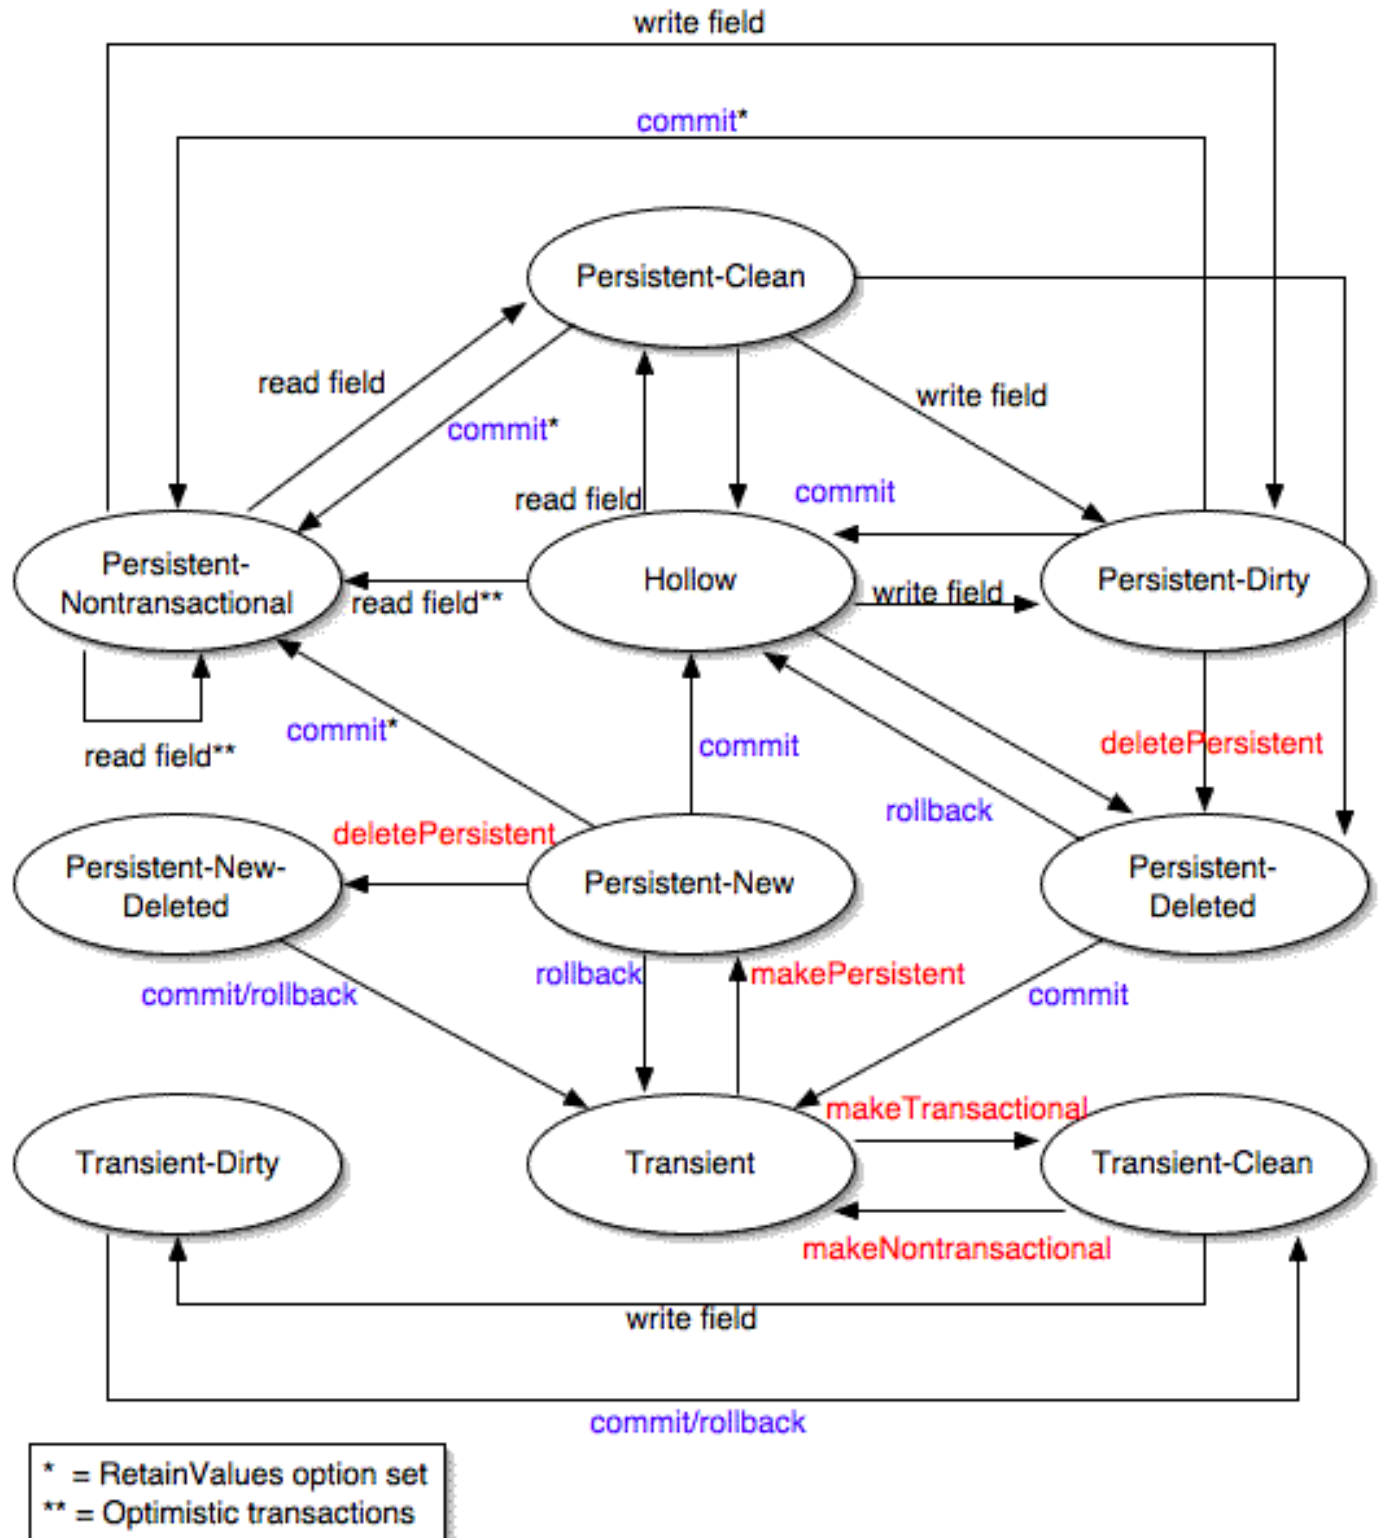 write field
commit*
Persistent-Clean
read field
write field
commit*
read field
commit
Persistent-
Nontransactional
Hollow
Persistent-Dirty
read field**
write field
commit*
read field**
commit
deletePersistent
rollback
deletePersistent
Persistent-New-
Deleted
Persistent-New
Persistent-
Deleted
commit/rollback
rollback
makePersistent
commit
makeTransactional
Transient-Dirty
Transient
Transient-Clean
makeNontransactional
write field
commit/rollback
* = RetainValues option set
** = Optimistic transactions